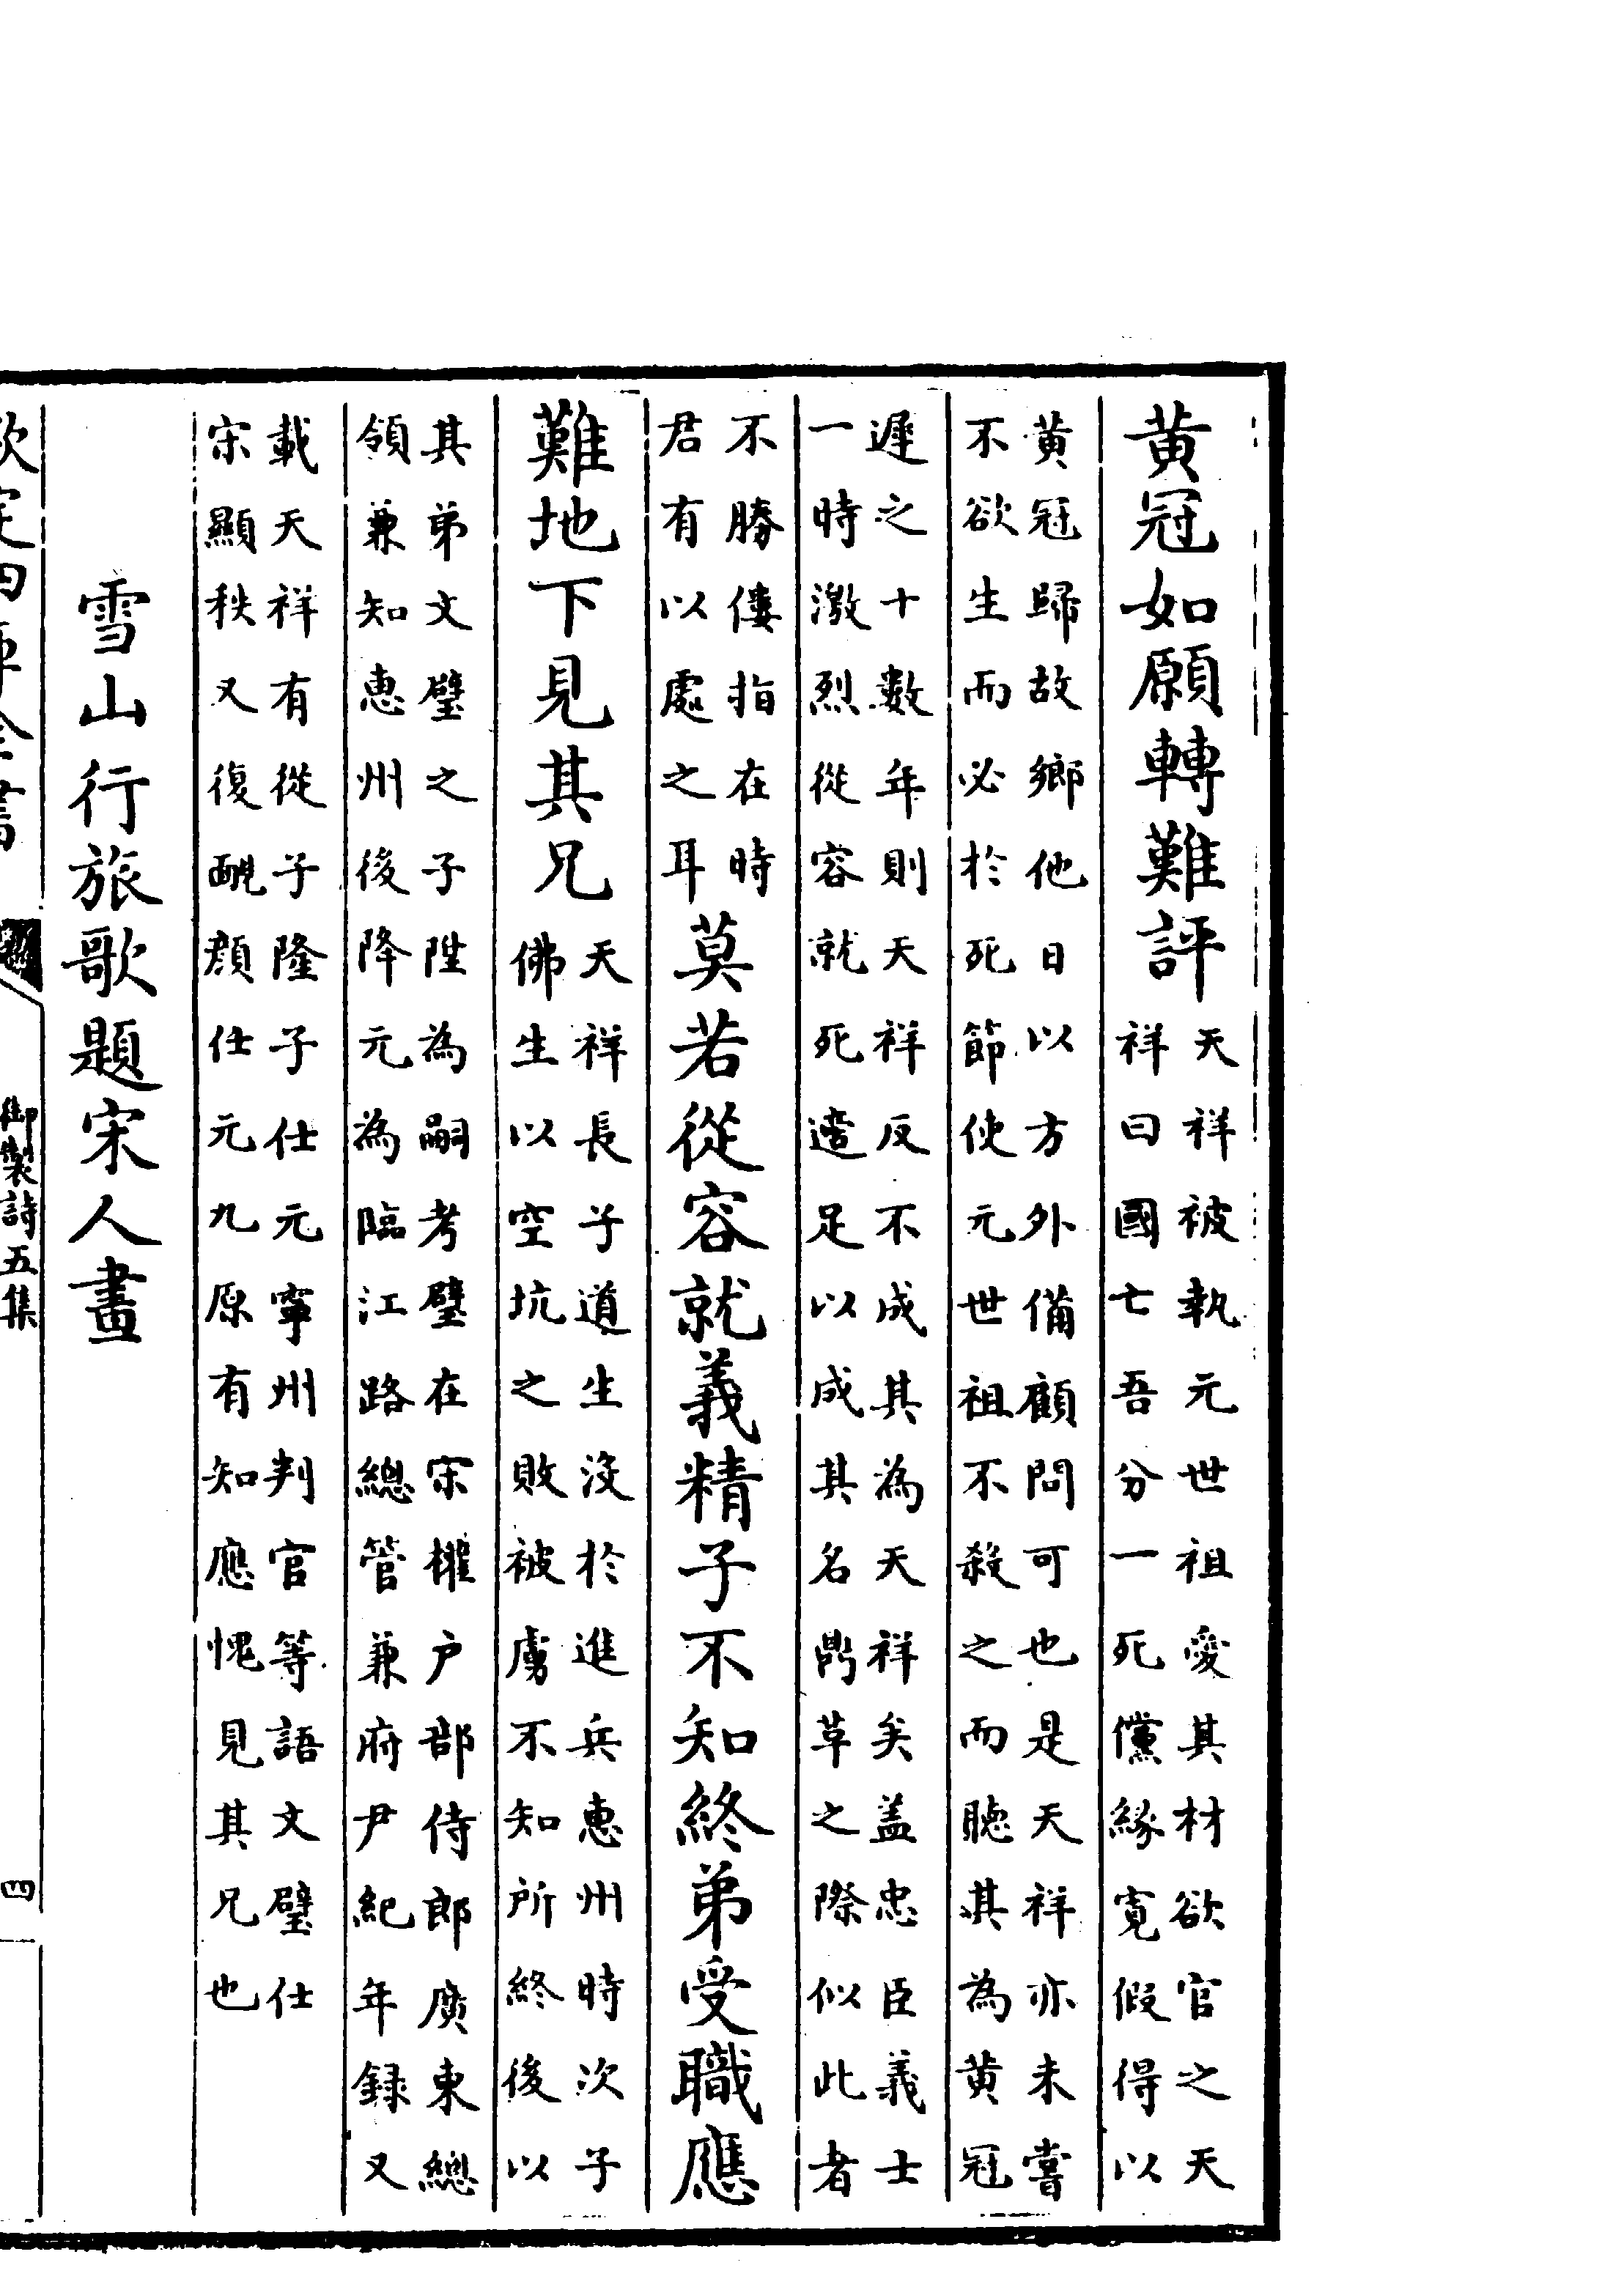 黄冠如願轉難評天祥被執元世祖愛其材欲官之天
祥曰國亡吾分一死儻緣寛假得以
黄冠歸故鄉他日以方外備顧問可也是天祥亦未嘗
不欲生而必於死節使元世祖不殺之而聽其為黄冠
遲之十數年則天祥反不成其為天祥矣盖忠臣義士
一時激烈從容就死適足以成其名鼎革之際似此者
不勝僂指在時
君有以處之耳莫若從容就義精子不知終弟受職應
難地下見其兄天祥長子道生沒於進兵惠州時次子
佛生以空坑之敗被虜不知所終後以
其弟文璧之子陞為嗣考璧在宋權户部侍郎廣東總
領兼知惠州後降元為臨江路總管兼府尹紀年録又
載天祥有從子隆子仕元寧州判官等語文璧仕
宋顯秩又復靦顔仕元九原有知應愧見其兄也
雪山行旅歌題宋人畫
欽定四庫全書
御製詩五集
四